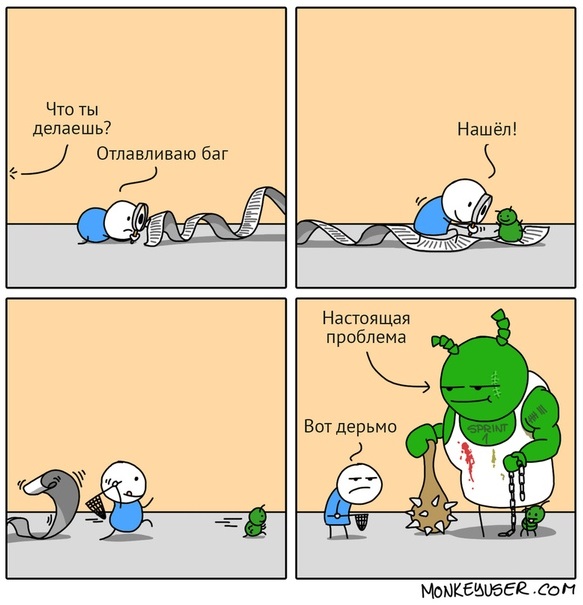 Что ты
делаешь?
Отлавливаю баг
Нашёл!
Настоящая
проблема
Вот дерьмо
SPRINT
1
MONKEYUSER.COM